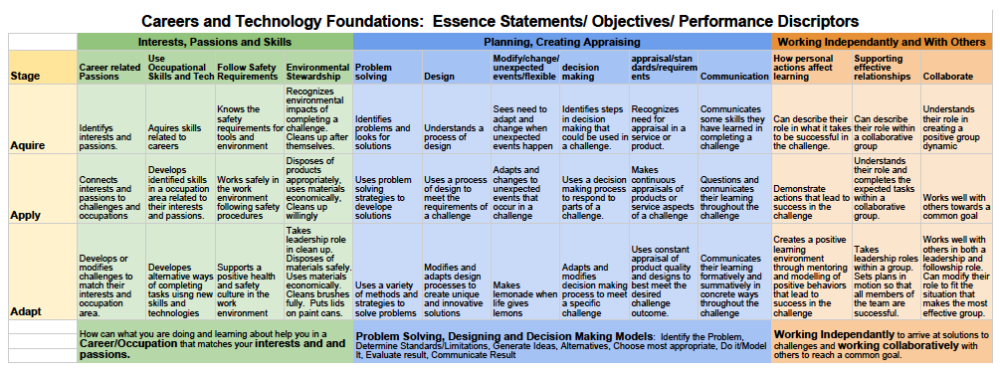 Careers and Technology Foundations:  Essence Statements/ Objectives/ Performance Discriptors
Interests, Passions and Skills
Planning, Creating Appraising
Working Independantly and With Others
Stage
Career related
Passions
Use
Occupational
Skills and Tech
Follow Safety
Requirements
Environmental
Stewardship
Problem
solving
Design
Modify/change/
unexpected
events/flexible
decision
making
appraisal/stan
dards/requirem
ents
Communication
How personal
actions affect
learning
Supporting
effective
relationships
Collaborate
Aquire
Identifys
interests and
passions.
Aquires skills
related to
careers
Knows the
safety
requirements for
tools and
environment
Recognizes
environmental
impacts of
completing a
challenge.
Cleans up after
themselves.
Identifies
problems and
looks for
solutions
Understands a
process of
design
Sees need to
adapt and
change when
unexpected
events happen
Identifies steps
in decision
making that
could be used in
a challenge.
Recognizes
need for
appraisal in a
service or
product.
Communicates
some skills they
have learned in
completing a
challenge
Can describe their
role in what it takes
to be successful in
the challenge.
Can describe
their role within
a collaborative
group
Understands
their role in
creating a
positive group
dynamic
Apply
Connects
interests and
passions to
challenges and
occupations
Develops
identified skills
in a occupation
area related to
their interests
and passions.
Works safely in
the work
environment
following safety
procedures
Disposes of
products
appropriately,
uses materials
economically.
Cleans up
willingly
Uses problem
solving
strategies to
develope
solutions
Uses a process
of design to
meet the
requirements of
a challenge
Adapts and
changes to
unexpected
events that
occur in a
challenge
Uses a decision
making process
to respond to
parts of a
challenge.
Makes
continuous
appraisals of
products or
service aspects
of a challenge
Questions and
connunicates
their learning
throughout the
challenge
Demonstrate
actions that lead to
success in the
challenge
Understands
their role and
completes the
expected tasks
within a
collaborative
group.
Works well with
others towards a
common goal
Adapt
Develops or
modifies
challenges to
match their
interests and
occupation
area.
Developes
alternative ways
of completing
tasks uisng new
skills and
technologies
Supports a
positive health
and safety
culture in the
work
environment
Takes
leadership role
in clean up.
Disposes of
materials safely.
Uses materials
economically.
Cleans brushes
fully.  Puts lids
on paint cans.
Uses a variety
of methods and
strategies to
solve problems
Modifies and
adapts design
processes to
create unique
and innovative
solutions
Makes
lemonade when
life gives
lemons
Adapts and
modifies
decision making
process to meet
a specific
challenge
Uses constant
appraisal of
product quality
and designs to
best meet the
desired
challenge
outcome.
Communicates
their learning
formatively and
summatively in
concrete ways
throughout the
challenge
Creates a positive
learning
environment
through mentoring
and modelling of
positive behaviors
that lead to
success in the
challenge
Takes
leadership roles
within a group.
Sets plans in
motion so that
all members of
the team are
successful.
Works well with
others in both a
leadership and
followship role.
Can modify their
role to fit the
situation that
makes the most
effective group.
How can what you are doing and learning about help you in a
Career/Occupation that matches your interests and and
passions.
Problem Solving, Designing and Decision Making Models:  Identify the Problem,
Determine Standards/Limitations, Generate Ideas, Alternatives, Choose most appropriate, Do it/Model
It, Evaluate result, Communicate Result
Working Independantly to arrive at solutions to
challenges and working collaboratively with
others to reach a common goal.